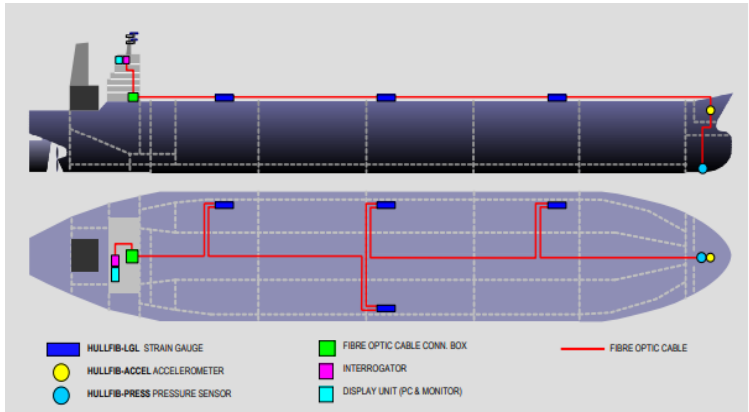 HULLFIB-LGL STRAIN GAUGE
HULLFIB-ACCEL ACCELEROMETER
HULLFIB-PRESS PRESSURE SENSOR
FIBRE OPTIC CABLE CONN. BOX
INTERROGATOR
DISPLAY UNIT (PC & MONITOR)
FIBRE OPTIC CABLE